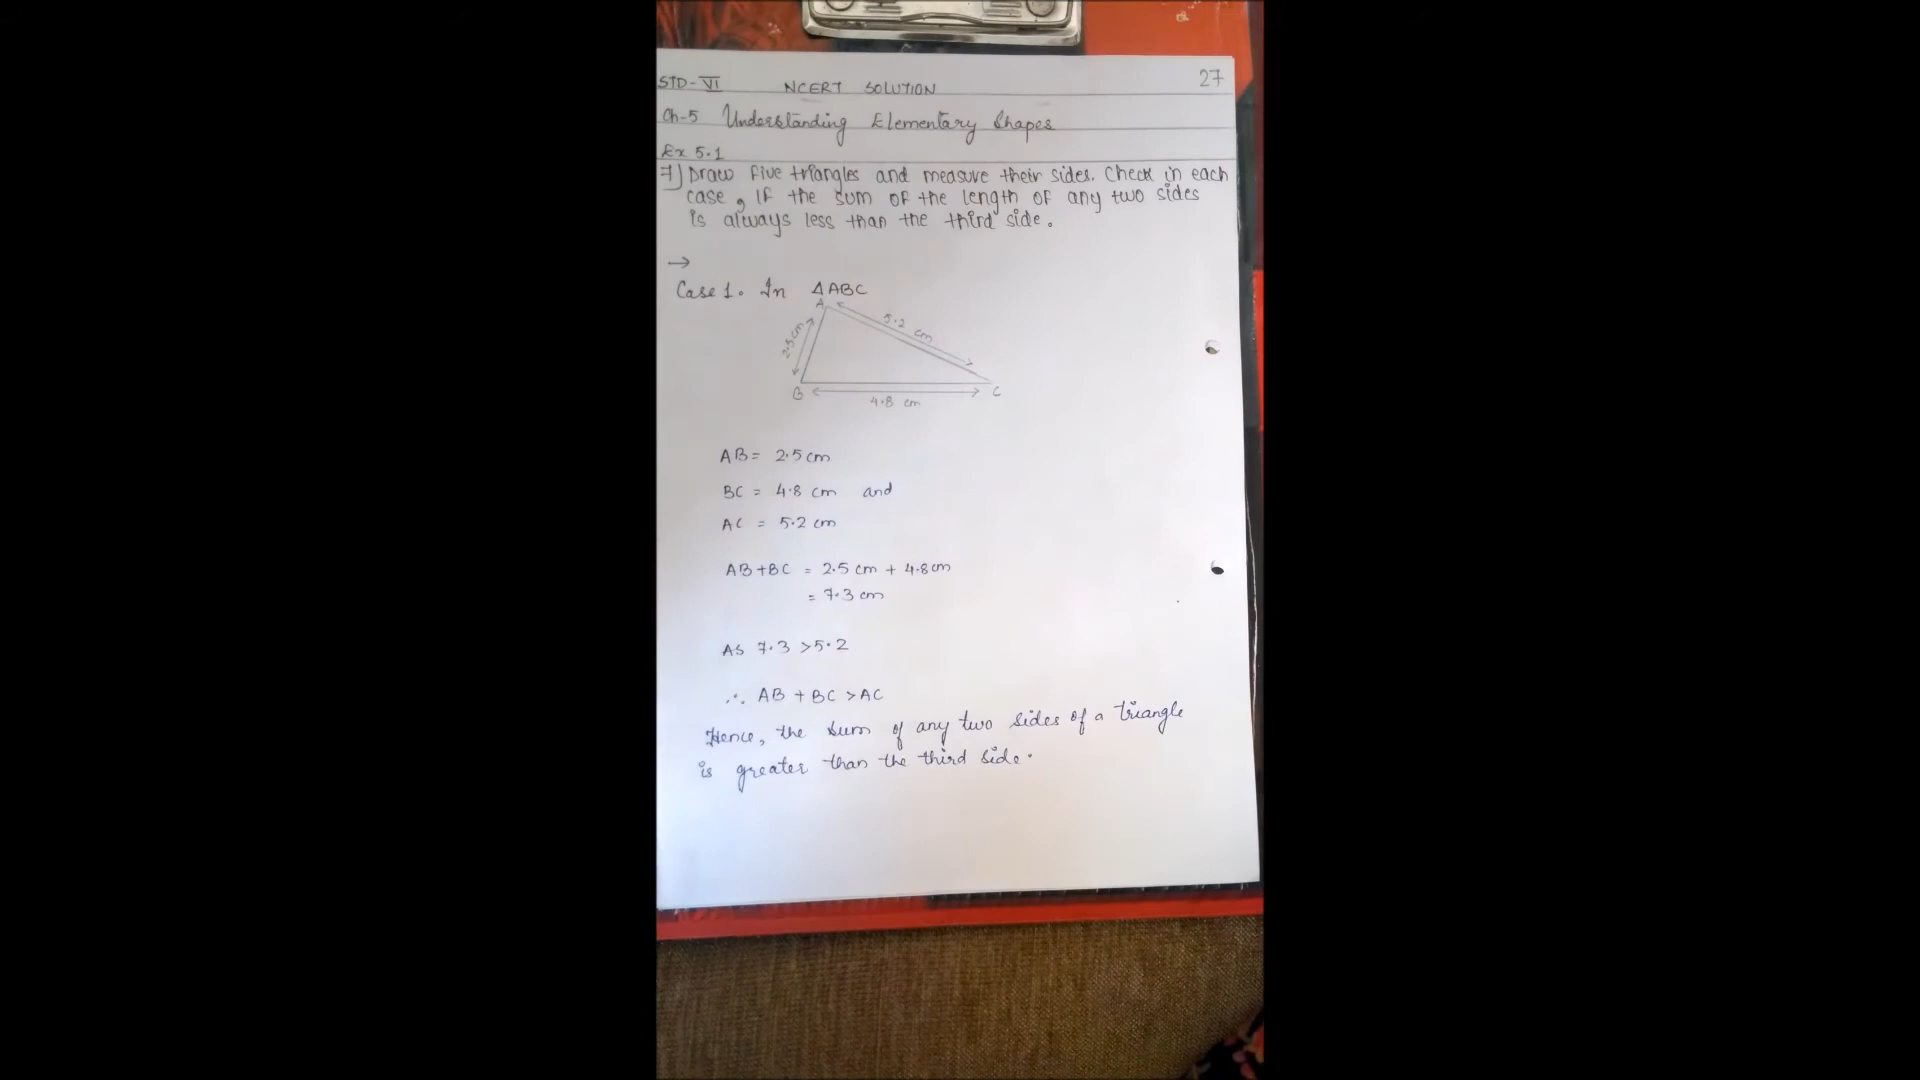 STD-VI NCERT SOLUTION 27
Ch-5 Understanding Elementary Shapes
Ex 5.1
7) Draw five triangles and measure their sides. Check in each
case, If the sum of the length of any two sides
is always less than the third side.
→
Case 1. In △ABC
A
5.2 cm
2.5 cm
B C
4.8 cm
AB = 2.5 cm
BC = 4.8 cm and
AC = 5.2 cm
AB+BC = 2.5 cm + 4.8 cm
= 7.3 cm
AS 7.3 > 5.2
∴ AB + BC > AC
Hence, the sum of any two sides of a triangle
is greater than the third side.